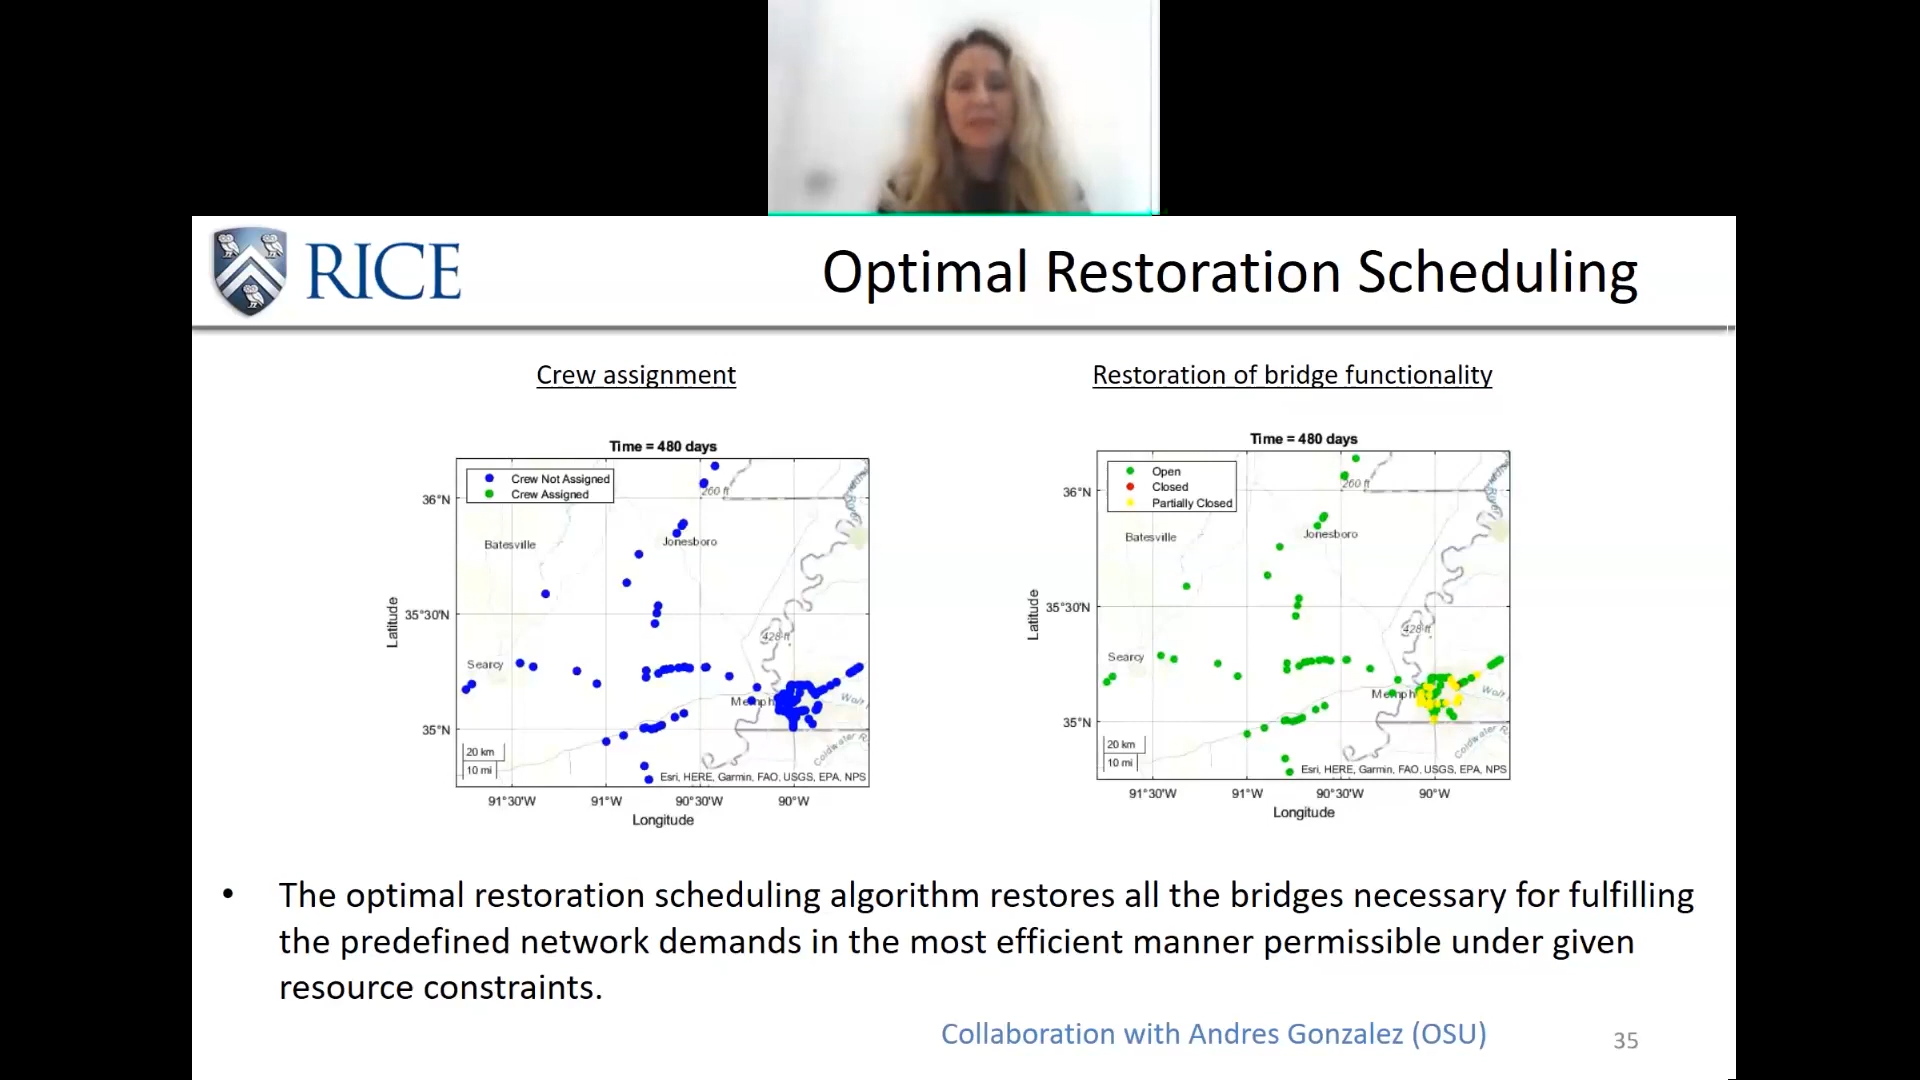 RICE
Optimal Restoration Scheduling
Crew assignment
Restoration of bridge functionality
Time = 480 days
Crew Not Assigned
Crew Assigned
260 ft
36°N
Batesville
Jonesboro
35°30'N
Latitude
428 ft
Searcy
Memph
Wolf
35°N
Coldwater R
20 km
10 mi
Esri, HERE, Garmin, FAO, USGS, EPA, NPS
91°30'W
91°W
90°30'W
90°W
Longitude
Time = 480 days
Open
Closed
Partially Closed
260 ft
36°N
Batesville
Jonesboro
35°30'N
Latitude
428 ft
Searcy
Memph
35°N
Coldwater R
20 km
10 mi
Esri, HERE, Garmin, FAO, USGS, EPA, NPS
91°30'W
91°W
90°30'W
90°W
Longitude
• The optimal restoration scheduling algorithm restores all the bridges necessary for fulfilling
the predefined network demands in the most efficient manner permissible under given
resource constraints.
Collaboration with Andres Gonzalez (OSU)
35